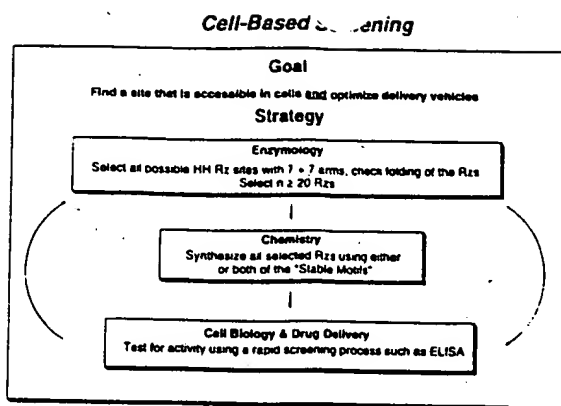 Cell-Based
Goal
Find a site that is accessible in cells and optimize delivery vehicles
Strategy
Enzymology
Select all possible HH Rz sites with 7 + 7 arms, check folding of the Rzs
Select n ≥ 20 Rzs
Chemistry
Synthesize all selected Rzs using either
or both of the "Stable Motifs"
Cell Biology & Drug Delivery
Test for activity using a rapid screening process such as ELISA